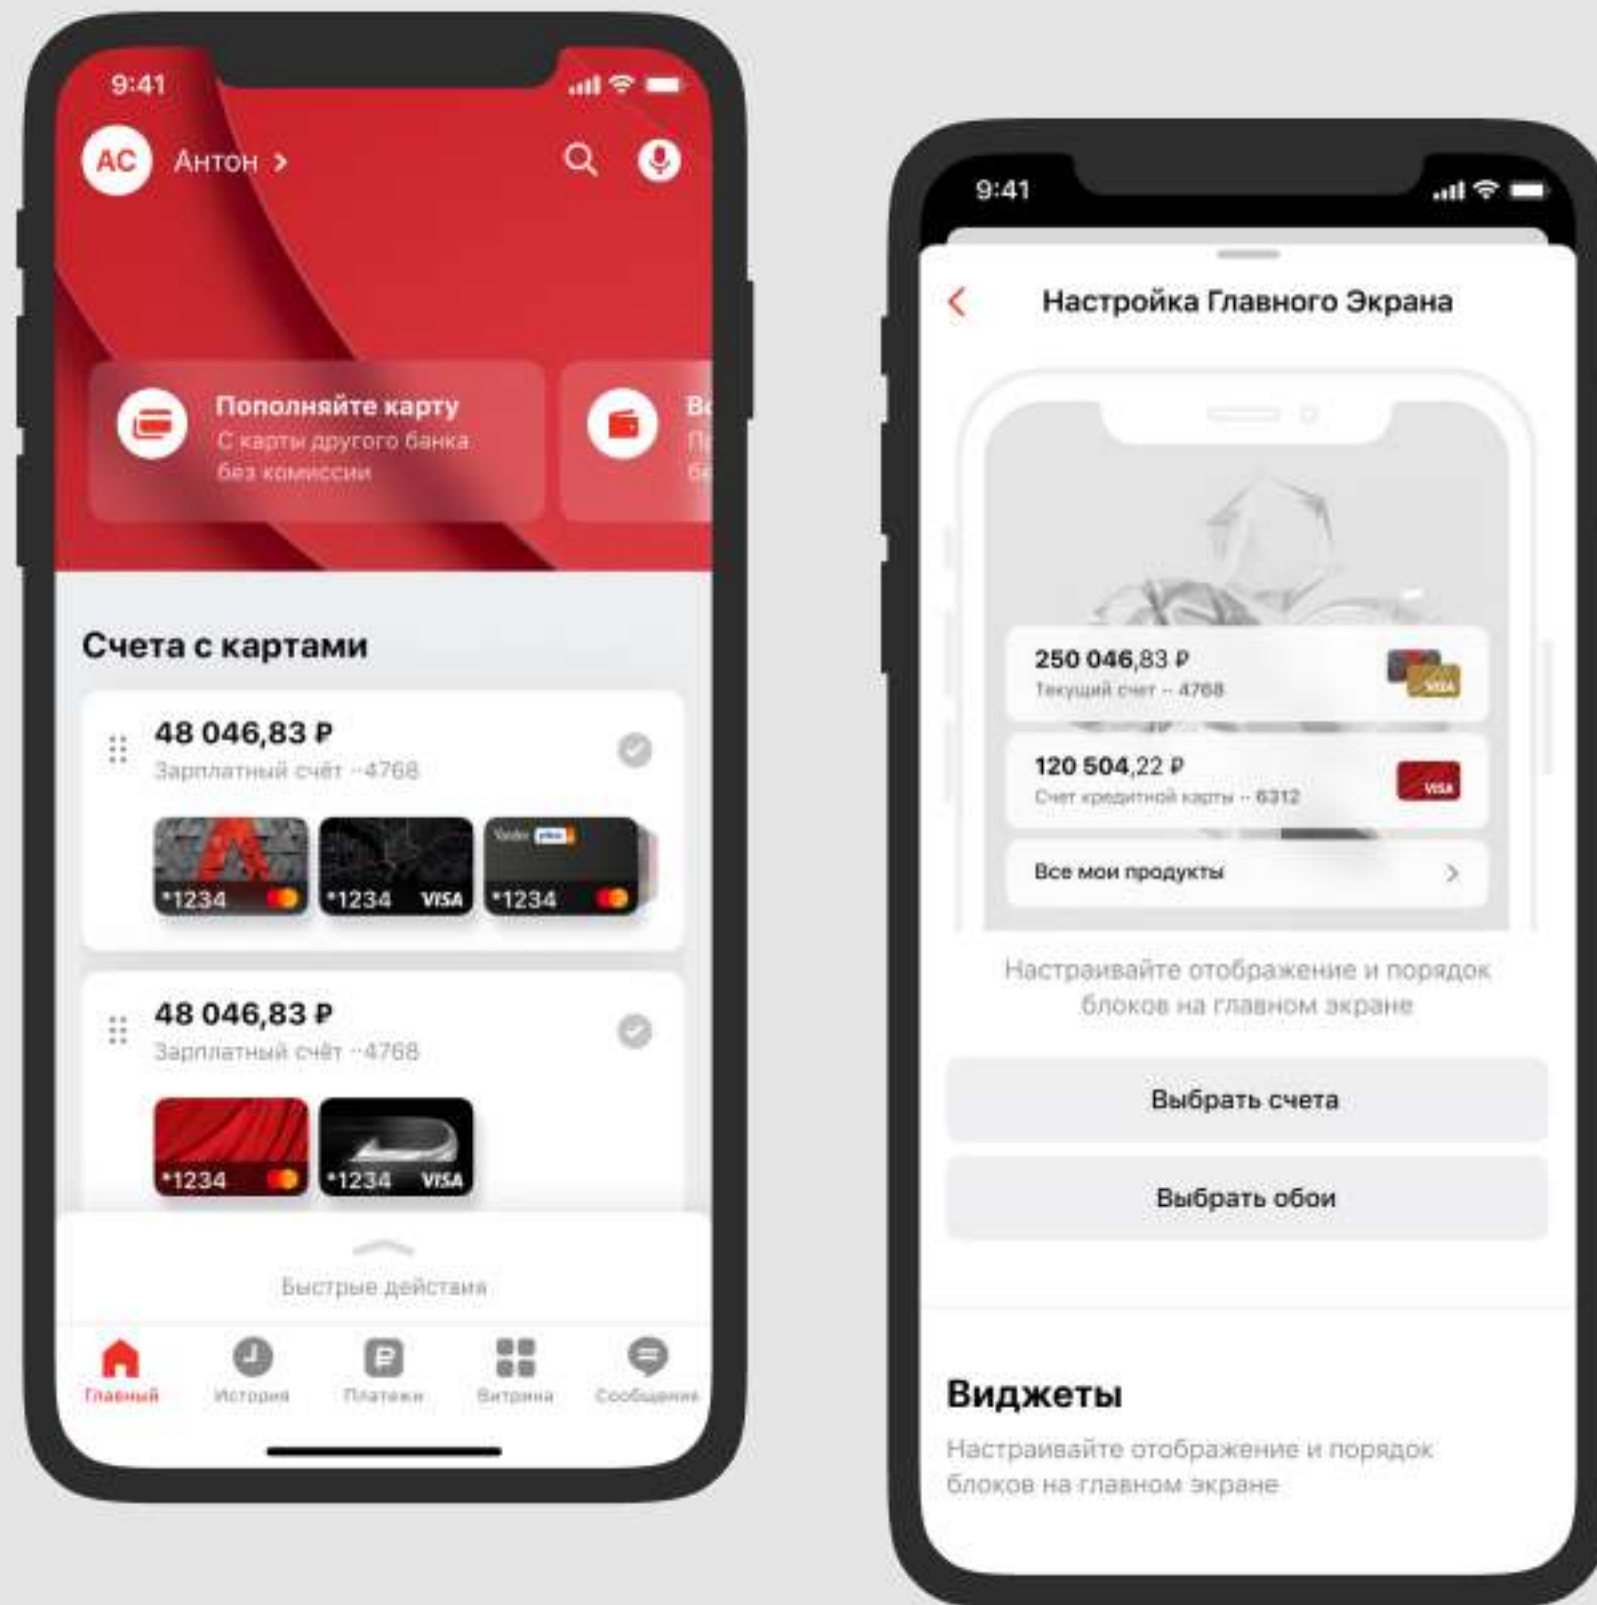 9:41
АС
Антон >
Пополняйте карту
С карты другого банка
без комиссии
Счета с картами
48 046,83 ₽
Зарплатный счёт ··4768
*1234
*1234 VISA
Yandex plus
*1234
48 046,83 ₽
Зарплатный счёт ··4768
*1234
*1234 VISA
Быстрые действия
Главный
История
Платежи
Витрина
Сообщения
9:41
Настройка Главного Экрана
250 046,83 ₽
Текущий счет ·· 4768
VISA
120 504,22 ₽
Счет кредитной карты ·· 6312
VISA
Все мои продукты
Настраивайте отображение и порядок
блоков на главном экране
Выбрать счета
Выбрать обои
Виджеты
Настраивайте отображение и порядок
блоков на главном экране